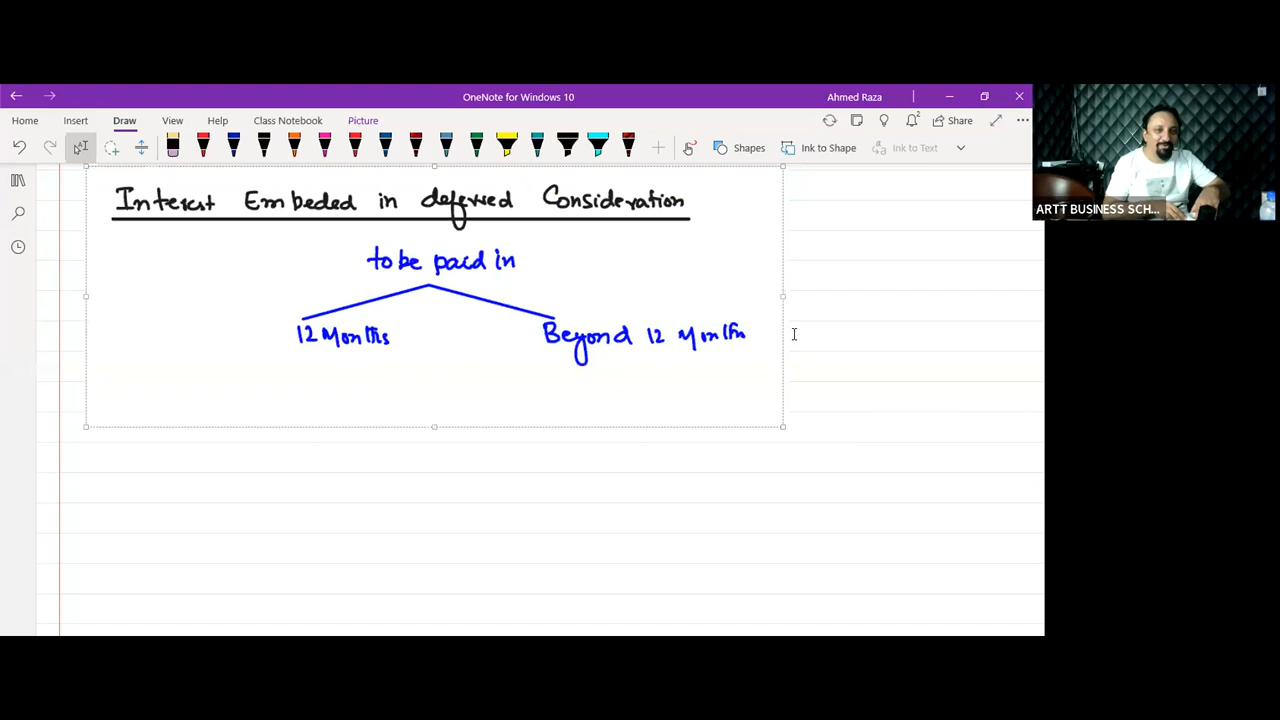 OneNote for Windows 10
Ahmed Raza
Home Insert Draw View Help Class Notebook Picture
Share
Shapes Ink to Shape Ink to Text
Interest Embeded in deferred Consideration
to be paid in
12 Months Beyond 12 Months
ARTT BUSINESS SCH...